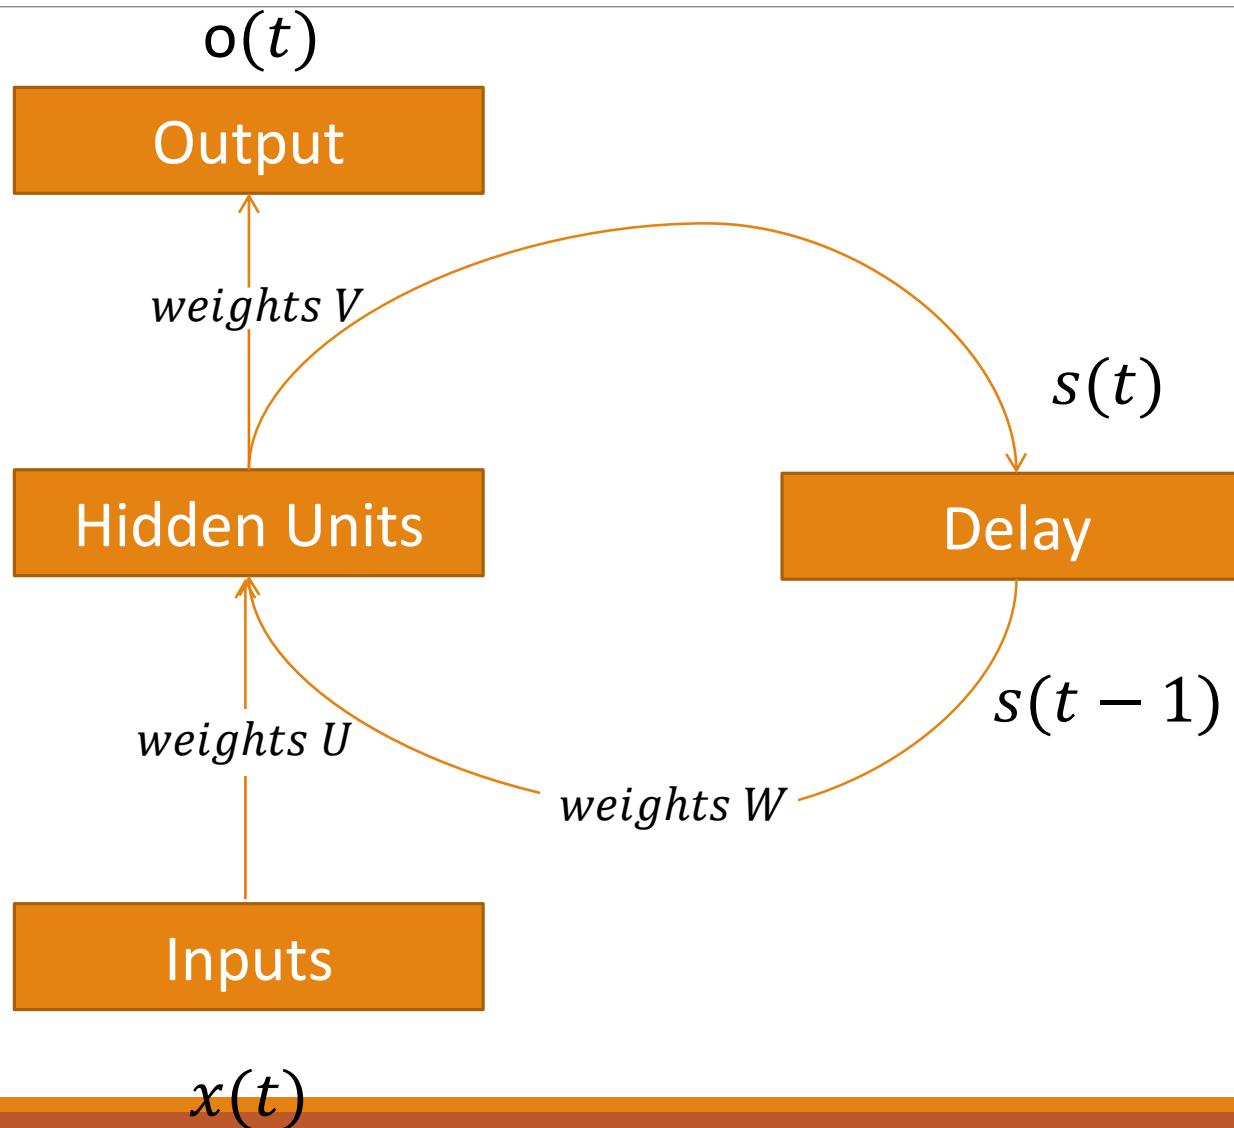 o(t)
Output
weights V
s(t)
Hidden Units
Delay
s(t − 1)
weights U
weights W
Inputs
x(t)